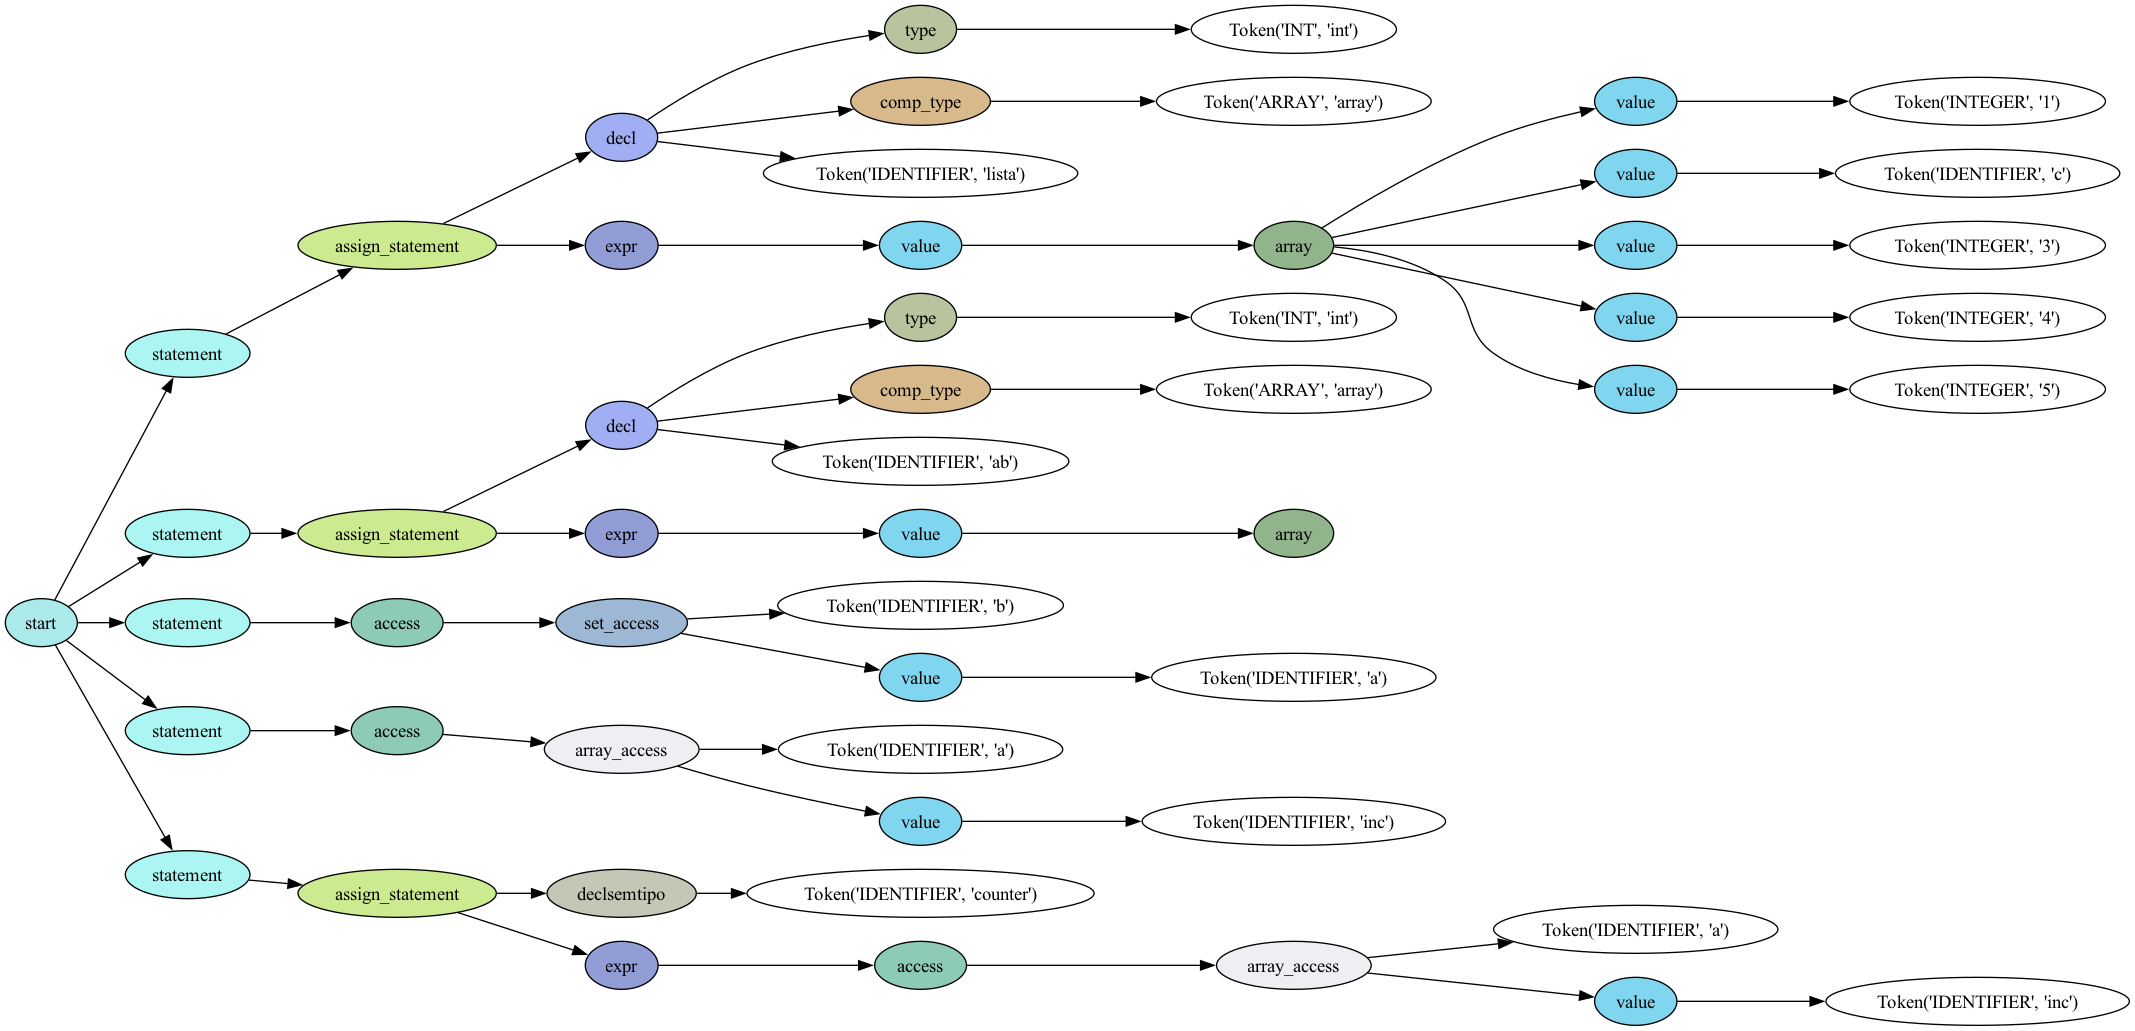 type
Token('INT', 'int')
comp_type
Token('ARRAY', 'array')
value
Token('INTEGER', '1')
decl
Token('IDENTIFIER', 'lista')
value
Token('IDENTIFIER', 'c')
assign_statement
expr
value
array
value
Token('INTEGER', '3')
type
Token('INT', 'int')
value
Token('INTEGER', '4')
statement
comp_type
Token('ARRAY', 'array')
value
Token('INTEGER', '5')
decl
Token('IDENTIFIER', 'ab')
statement
assign_statement
expr
value
array
start
statement
access
set_access
Token('IDENTIFIER', 'b')
value
Token('IDENTIFIER', 'a')
statement
access
array_access
Token('IDENTIFIER', 'a')
value
Token('IDENTIFIER', 'inc')
statement
assign_statement
declsemtipo
Token('IDENTIFIER', 'counter')
expr
access
array_access
Token('IDENTIFIER', 'a')
value
Token('IDENTIFIER', 'inc')